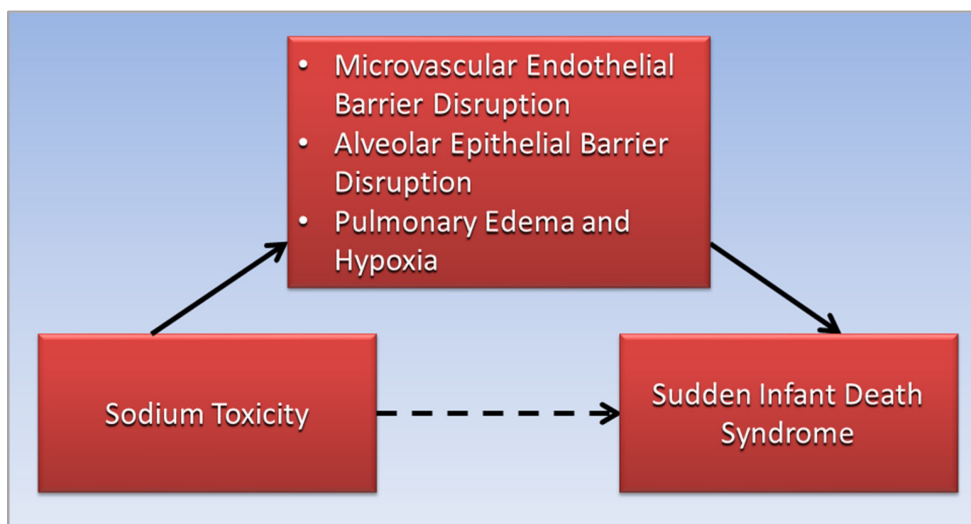 • Microvascular Endothelial
Barrier Disruption
• Alveolar Epithelial Barrier
Disruption
• Pulmonary Edema and
Hypoxia
Sodium Toxicity
Sudden Infant Death
Syndrome